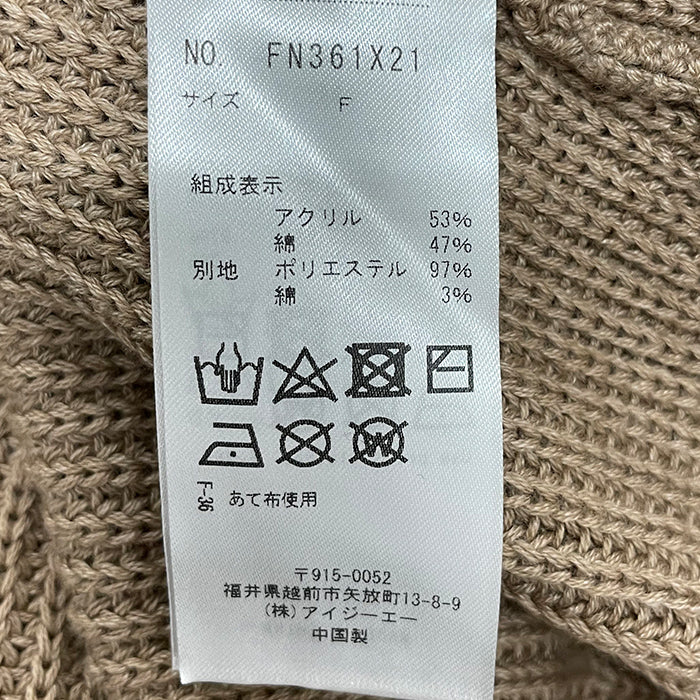 NO. FN361X21
サイズ F
組成表示
アクリル 53%
綿 47%
別地 ポリエステル 97%
綿 3%
W
F-36 あて布使用
〒915-0052
福井県越前市矢放町13-8-9
(株)アイジーエー
中国製